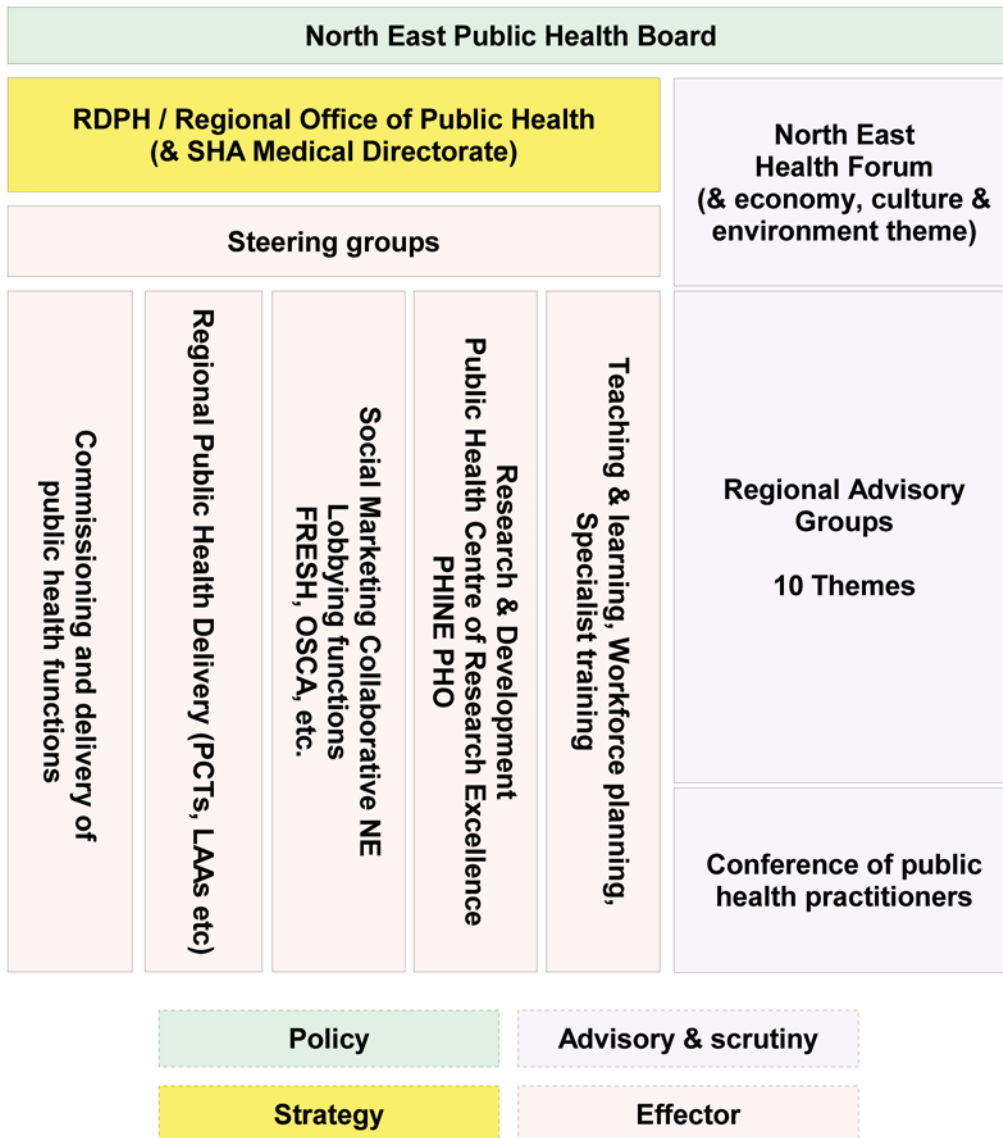 North East Public Health Board
RDPH / Regional Office of Public Health
(& SHA Medical Directorate)
North East
Health Forum
(& economy, culture &
environment theme)
Steering groups
Commissioning and delivery of
public health functions
Regional Public Health Delivery (PCTs, LAAs etc)
Social Marketing Collaborative NE
Lobbying functions
FRESH, OSCA, etc.
Research & Development
Public Health Centre of Research Excellence
PHINE PHO
Teaching & learning, Workforce planning,
Specialist training
Regional Advisory
Groups
10 Themes
Conference of public
health practitioners
Policy
Advisory & scrutiny
Strategy
Effector